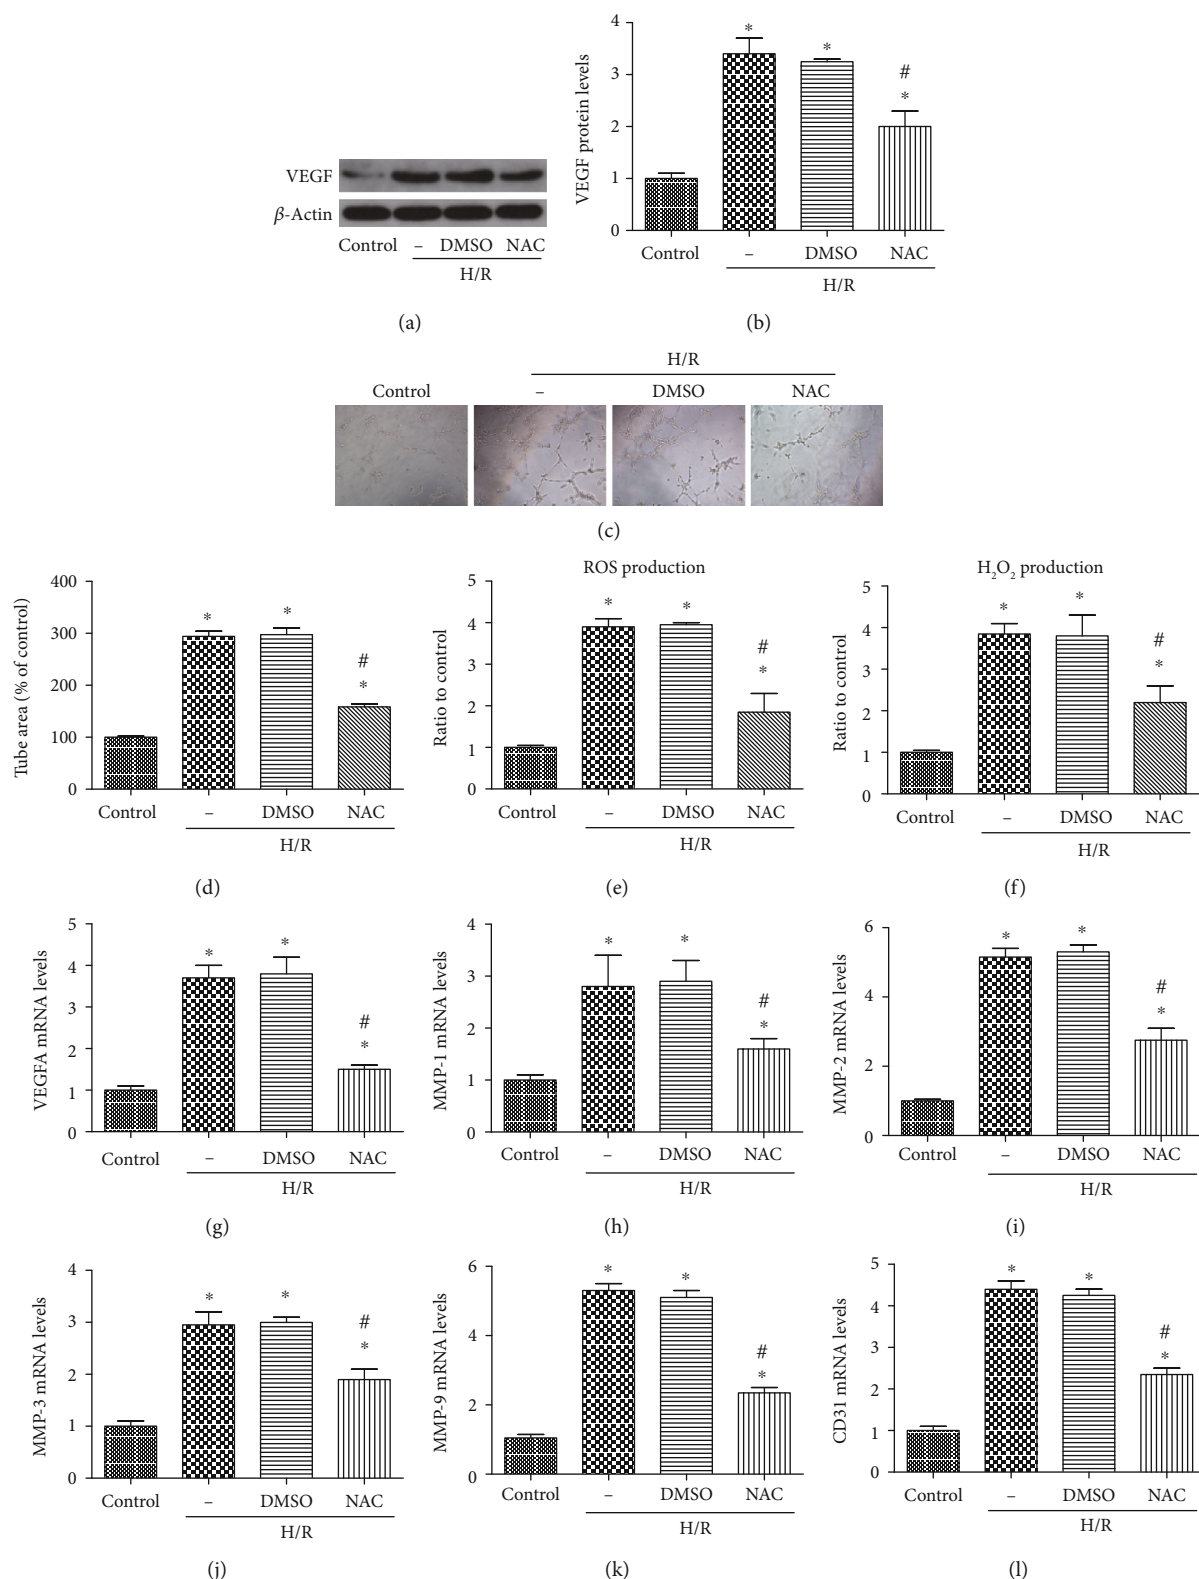 VEGF
β-Actin
Control – DMSO NAC
H/R
(a)
VEGF protein levels
4
3
2
1
0
* * # *
Control – DMSO NAC
H/R
(b)
H/R
Control – DMSO NAC
(c)
Tube area (% of control)
400
300
200
100
0
* * # *
Control – DMSO NAC
H/R
(d)
ROS production
Ratio to control
5
4
3
2
1
0
* * # *
Control – DMSO NAC
H/R
(e)
H₂O₂ production
Ratio to control
5
4
3
2
1
0
* * # *
Control – DMSO NAC
H/R
(f)
VEGFA mRNA levels
5
4
3
2
1
0
* * # *
Control – DMSO NAC
H/R
(g)
MMP-1 mRNA levels
4
3
2
1
0
* * # *
Control – DMSO NAC
H/R
(h)
MMP-2 mRNA levels
6
4
2
0
* * # *
Control – DMSO NAC
H/R
(i)
MMP-3 mRNA levels
4
3
2
1
0
* * # *
Control – DMSO NAC
H/R
(j)
MMP-9 mRNA levels
6
4
2
0
* * # *
Control – DMSO NAC
H/R
(k)
CD31 mRNA levels
5
4
3
2
1
0
* * # *
Control – DMSO NAC
H/R
(l)